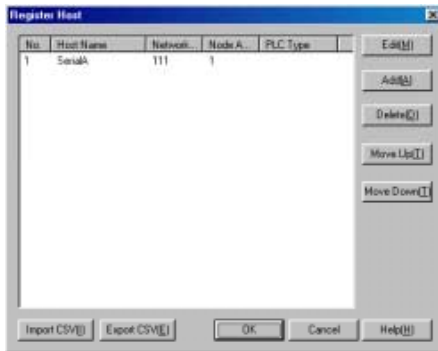 Register Host
No. Host Name Network... Node A... PLC Type
1 SerialA 111 1
Edit(M)
Add(A)
Delete(D)
Move Up(T)
Move Down(T)
Import CSV(I) Export CSV(E) OK Cancel Help(H)